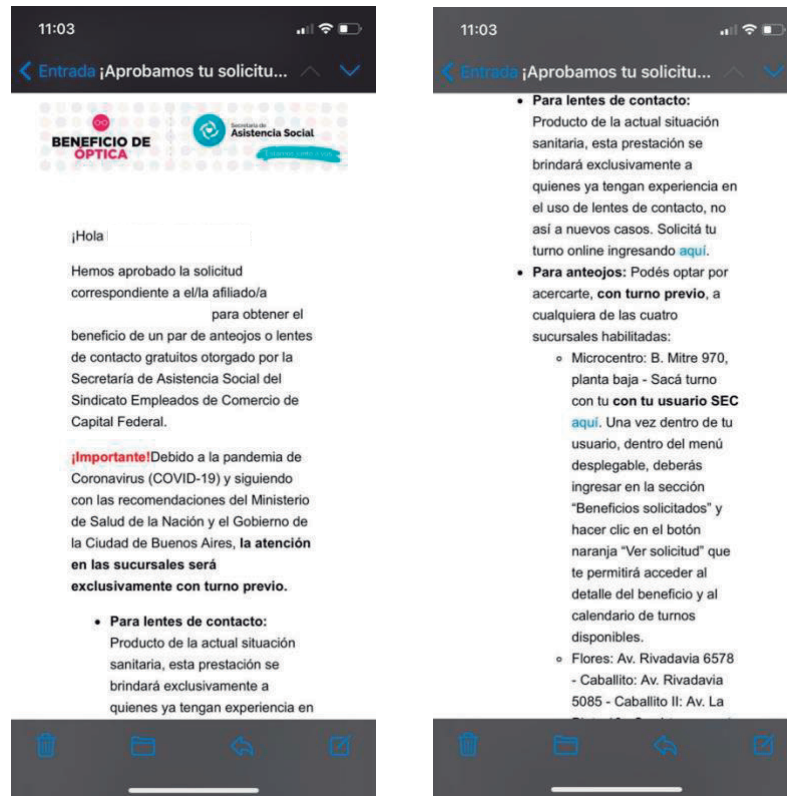 11:03
Entrada ¡Aprobamos tu solicitu...
BENEFICIO DE
ÓPTICA
Secretaría de
Asistencia Social
¡Hola
Hemos aprobado la solicitud
correspondiente a el/la afiliado/a
para obtener el
beneficio de un par de anteojos o lentes
de contacto gratuitos otorgado por la
Secretaría de Asistencia Social del
Sindicato Empleados de Comercio de
Capital Federal.
¡Importante!Debido a la pandemia de
Coronavirus (COVID-19) y siguiendo
con las recomendaciones del Ministerio
de Salud de la Nación y el Gobierno de
la Ciudad de Buenos Aires, la atención
en las sucursales será
exclusivamente con turno previo.
• Para lentes de contacto:
Producto de la actual situación
sanitaria, esta prestación se
brindará exclusivamente a
quienes ya tengan experiencia en
11:03
Entrada ¡Aprobamos tu solicitu...
• Para lentes de contacto:
Producto de la actual situación
sanitaria, esta prestación se
brindará exclusivamente a
quienes ya tengan experiencia en
el uso de lentes de contacto, no
así a nuevos casos. Solicitá tu
turno online ingresando aquí.
• Para anteojos: Podés optar por
acercarte, con turno previo, a
cualquiera de las cuatro
sucursales habilitadas:
◦ Microcentro: B. Mitre 970,
planta baja - Sacá turno
con tu con tu usuario SEC
aquí. Una vez dentro de tu
usuario, dentro del menú
desplegable, deberás
ingresar en la sección
“Beneficios solicitados” y
hacer clic en el botón
naranja “Ver solicitud” que
te permitirá acceder al
detalle del beneficio y al
calendario de turnos
disponibles.
◦ Flores: Av. Rivadavia 6578
- Caballito: Av. Rivadavia
5085 - Caballito II: Av. La